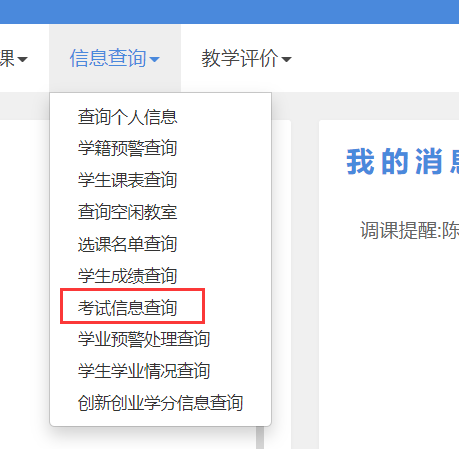 课
信息查询
教学评价
查询个人信息
学籍预警查询
学生课表查询
查询空闲教室
选课名单查询
学生成绩查询
考试信息查询
学业预警处理查询
学生学业情况查询
创新创业学分信息查询
我的消息
调课提醒:陈